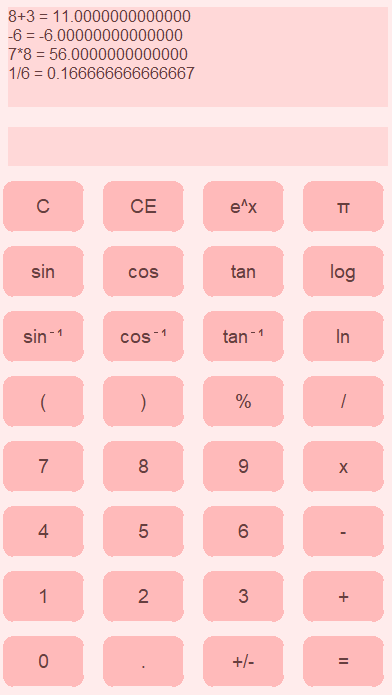 8+3 = 11.0000000000000
-6 = -6.00000000000000
7*8 = 56.0000000000000
1/6 = 0.166666666666667
C CE e^x π
sin cos tan log
sin⁻¹ cos⁻¹ tan⁻¹ ln
( ) % /
7 8 9 x
4 5 6 -
1 2 3 +
0 . +/- =